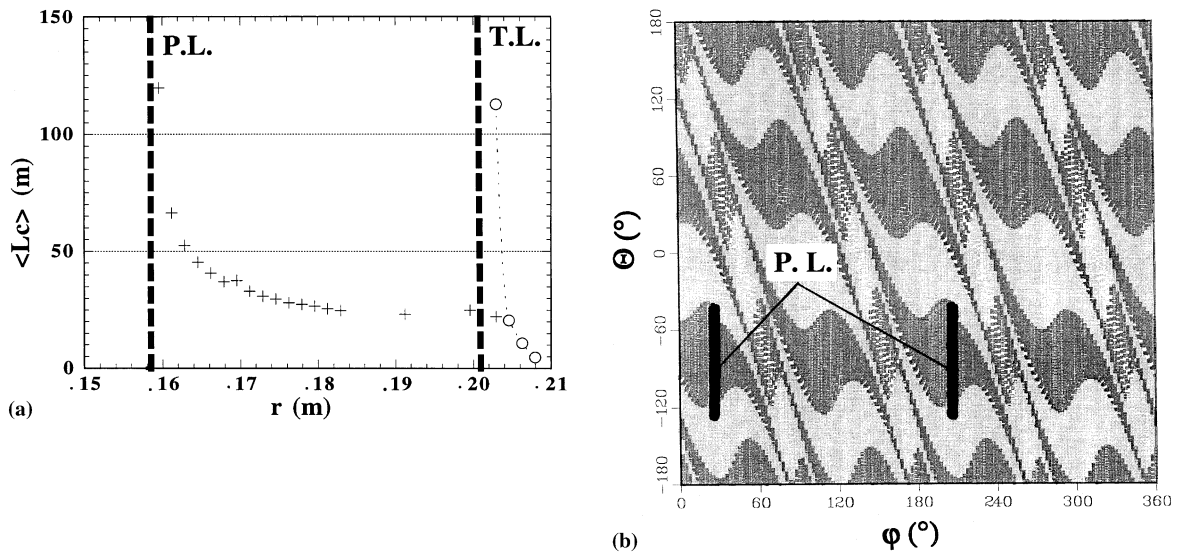 150
100
50
0
<Lc> (m)
P.L.
T.L.
.15 .16 .17 .18 .19 .20 .21
r (m)
(a)
180
120
60
0
−60
−120
−180
Θ (°)
P. L.
0 60 120 180 240 300 360
φ (°)
(b)